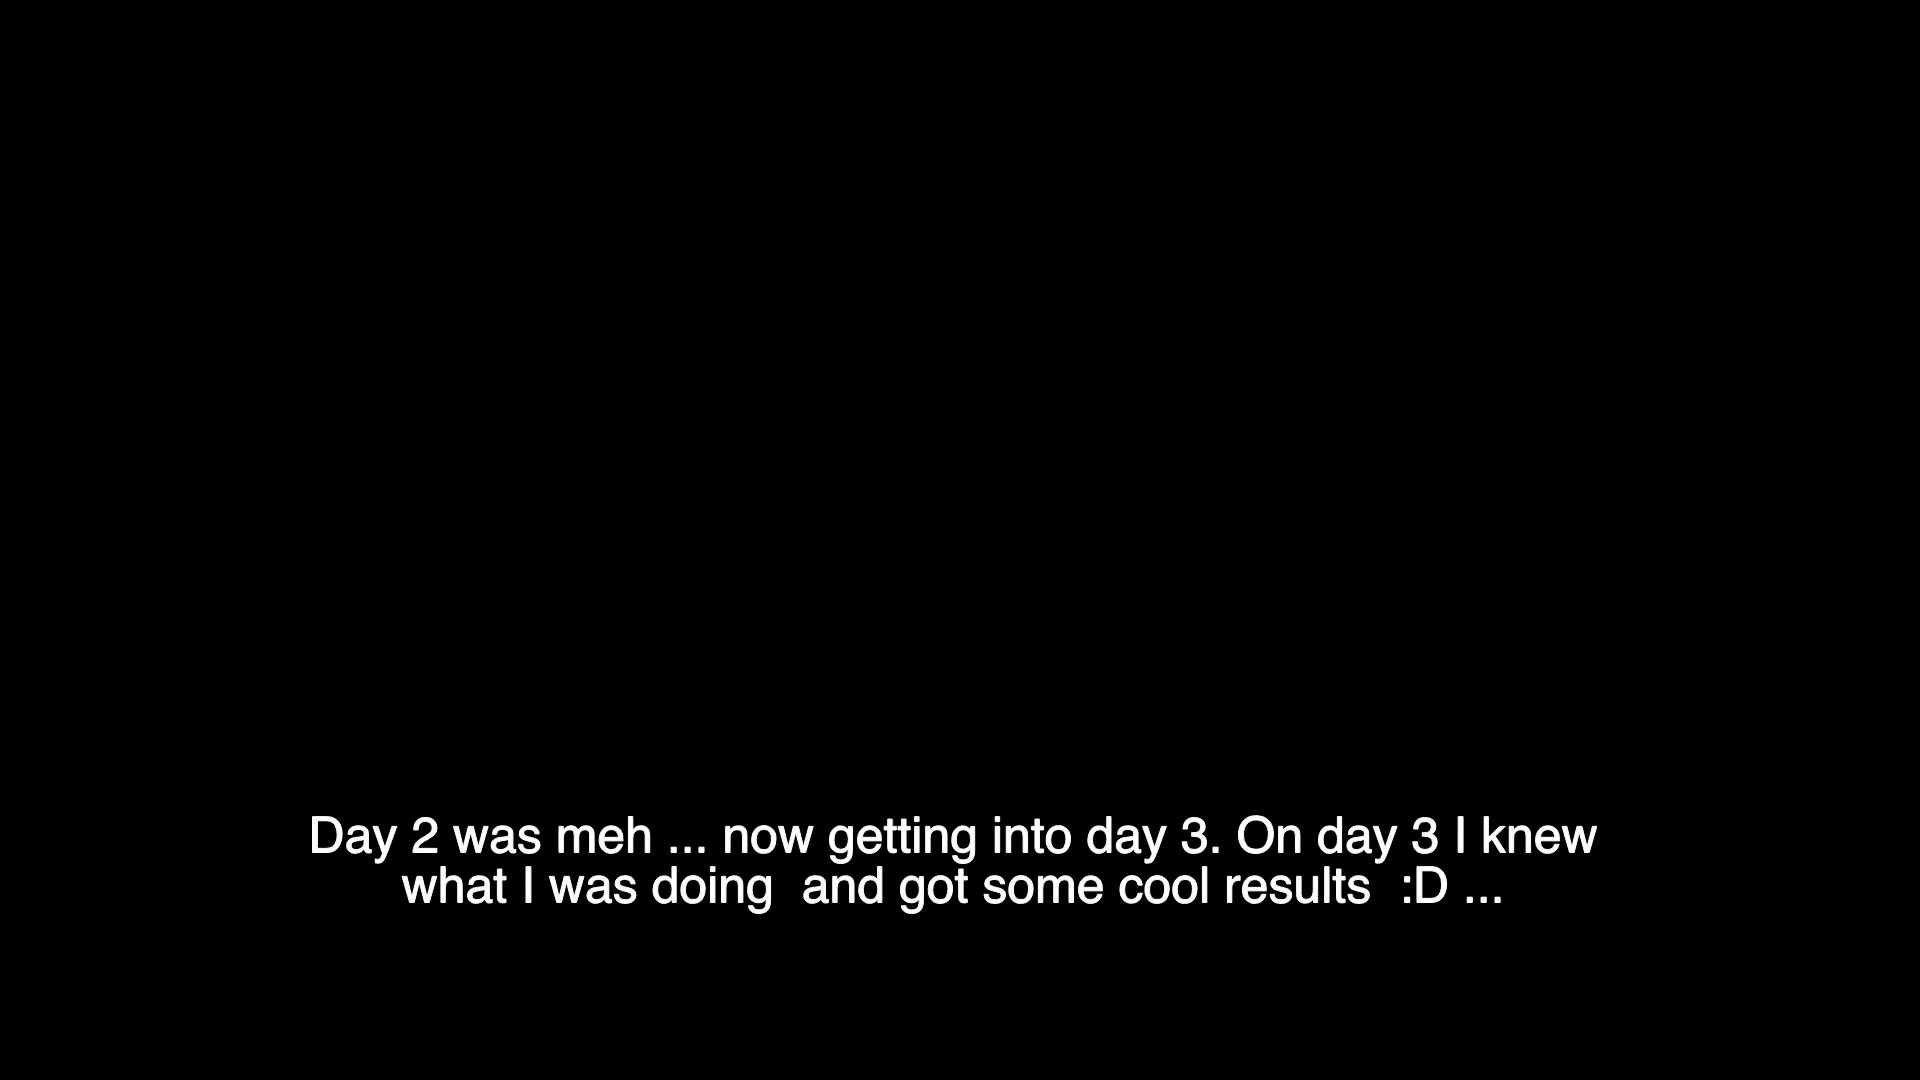 Day 2 was meh ... now getting into day 3. On day 3 I knew
what I was doing  and got some cool results  :D ...